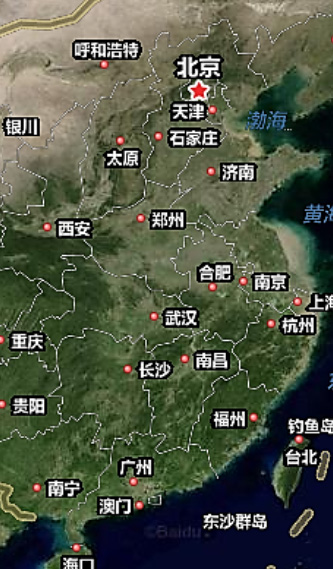 呼和浩特
北京
天津
渤海
银川
石家庄
太原
济南
黄海
西安
郑州
合肥
南京
上海
武汉
杭州
重庆
南昌
长沙
贵阳
福州
钓鱼岛
台北
广州
南宁
澳门
东沙群岛
©Baidu
海口